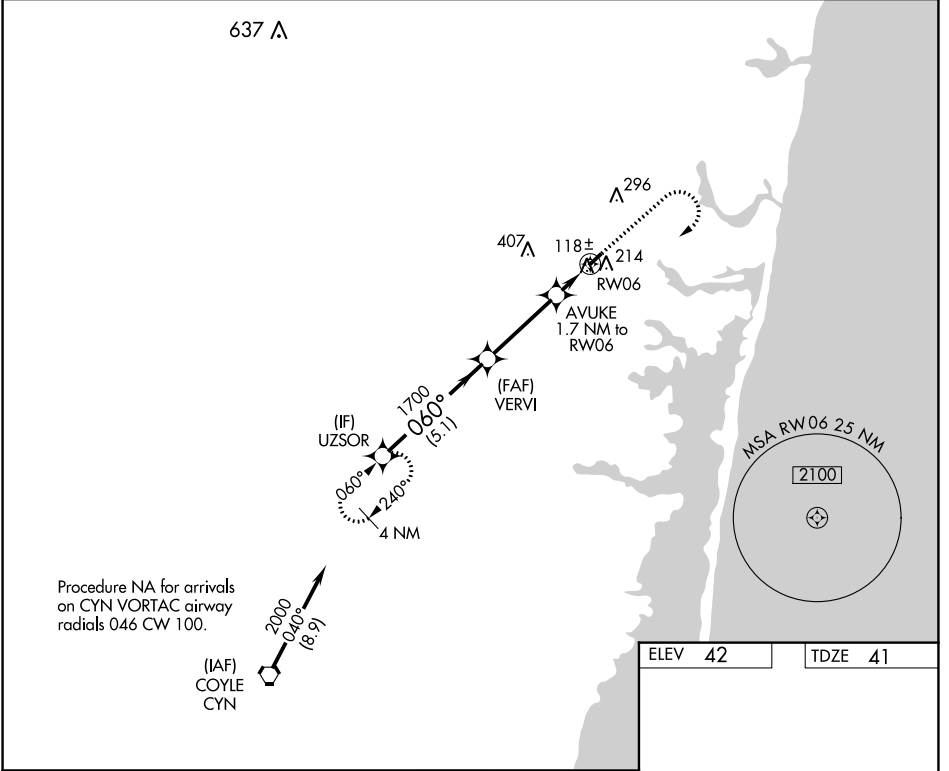 637
296
407
118±
214
RW06
AVUKE
1.7 NM to
RW06
(FAF)
VERVI
1700
060°
(5.1)
(IF)
UZSOR
060°
240°
4 NM
MSA RW06 25 NM
2100
Procedure NA for arrivals
on CYN VORTAC airway
radials 046 CW 100.
2000
040°
(8.9)
(IAF)
COYLE
CYN
ELEV 42
TDZE 41